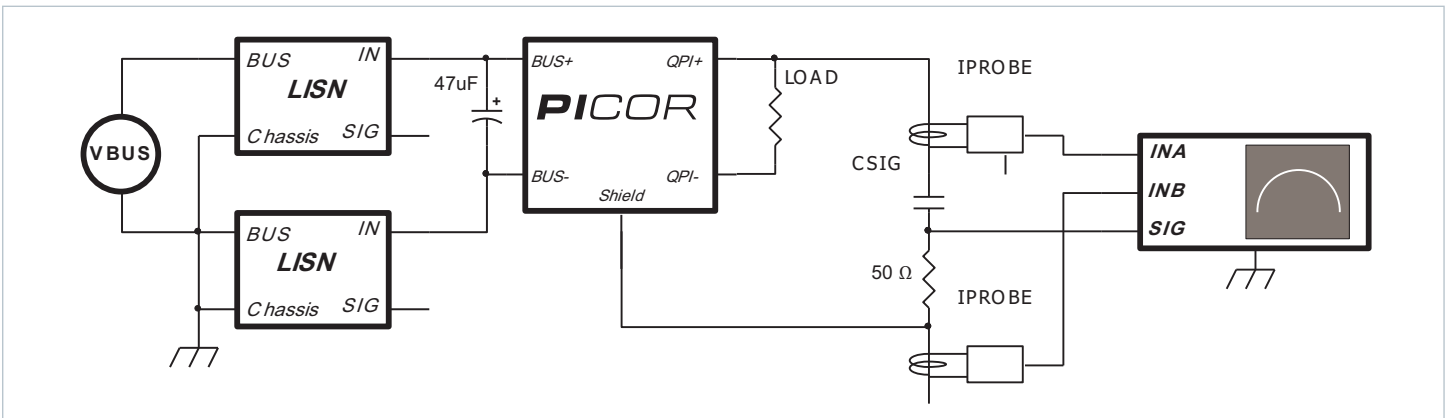 VBUS
BUS
IN
LISN
Chassis
SIG
BUS
IN
LISN
Chassis
SIG
47uF
+
BUS+
QPI+
PICOR
BUS-
QPI-
Shield
LOAD
IPROBE
CSIG
50 Ω
IPROBE
INA
INB
SIG